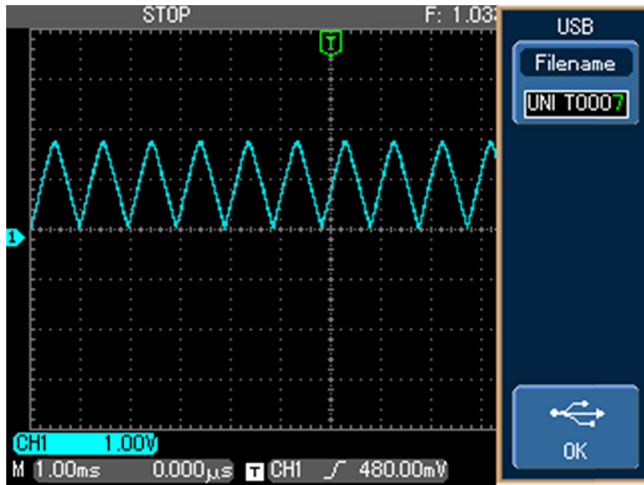 STOP F: 1.03
USB
Filename
UNI T0007
T
1
CH1 1.00V
M 1.00ms 0.000µs T CH1 480.00mV
OK